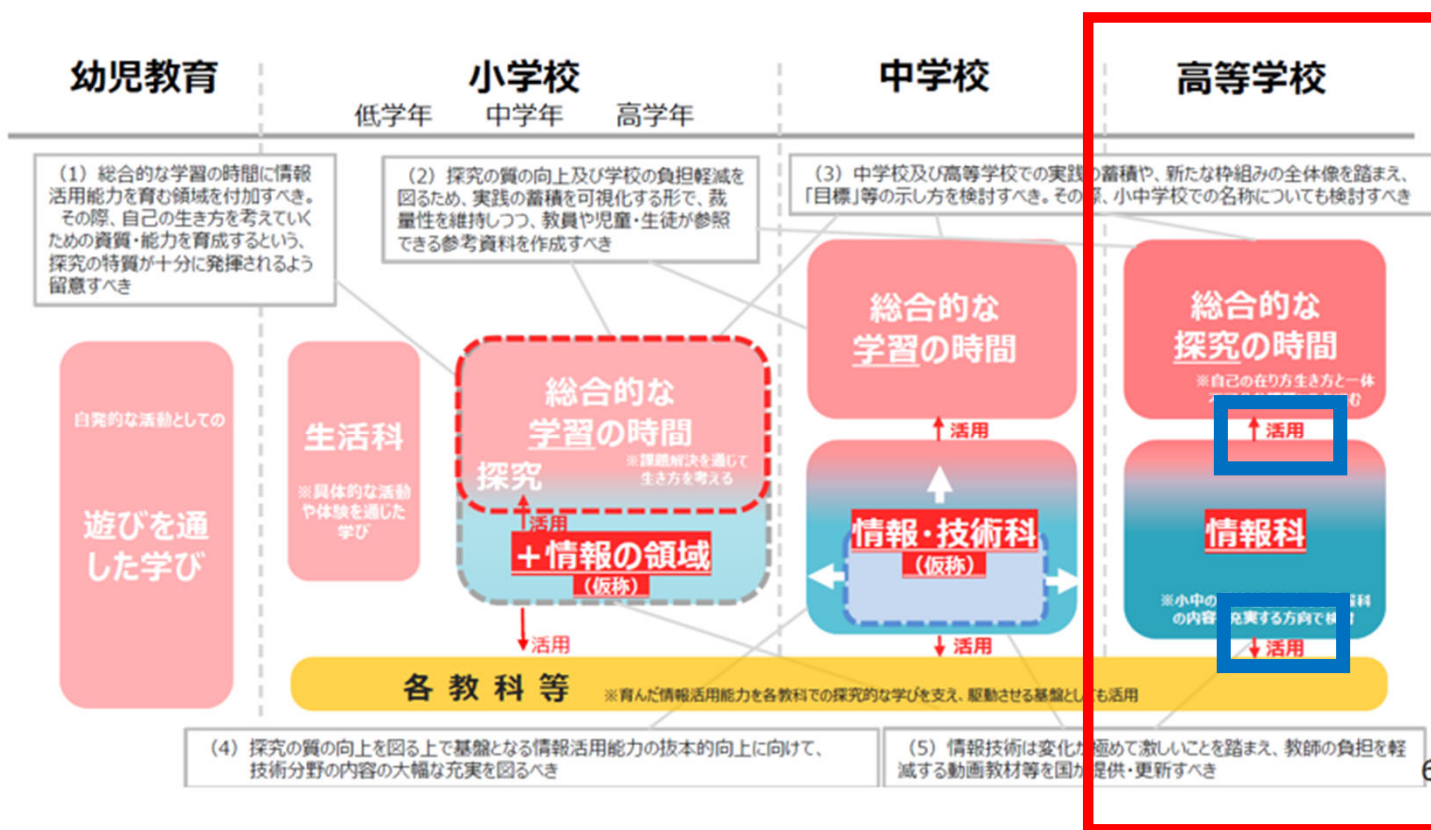 幼児教育
小学校
低学年 中学年 高学年
中学校
高等学校
（1）総合的な学習の時間に情報
活用能力を育む領域を付加すべき。
その際、自己の生き方を考えていく
ための資質・能力を育成するという、
探究の特質が十分に発揮されるよう
留意すべき
（2）探究の質の向上及び学校の負担軽減を
図るため、実践の蓄積を可視化する形で、裁
量性を維持しつつ、教員や児童・生徒が参照
できる参考資料を作成すべき
（3）中学校及び高等学校での実践の蓄積や、新たな枠組みの全体像を踏まえ、
「目標」等の示し方を検討すべき。その際、小中学校での名称についても検討すべき
自発的な活動としての
遊びを通
した学び
生活科
※具体的な活動
や体験を通じた
学び
総合的な
学習の時間
※課題解決を通じて
生き方を考える
探究
活用
＋情報の領域
（仮称）
活用
総合的な
学習の時間
活用
情報・技術科
（仮称）
活用
総合的な
探究の時間
※自己の在り方生き方と一体
活用
情報科
※小中の
の内容 充実する方向で検討
活用
各教科等 ※育んだ情報活用能力を各教科での探究的な学びを支え、駆動させる基盤としても活用
（4）探究の質の向上を図る上で基盤となる情報活用能力の抜本的向上に向けて、
技術分野の内容の大幅な充実を図るべき
（5）情報技術は変化が極めて激しいことを踏まえ、教師の負担を軽
減する動画教材等を国が提供・更新すべき
6